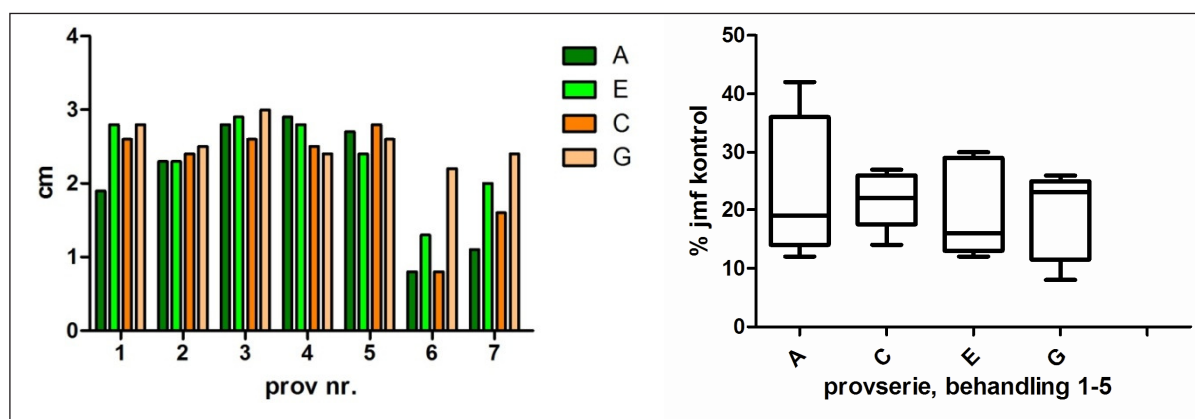 4
3
2
1
0
cm
1 2 3 4 5 6 7
prov nr.
A
E
C
G
50
40
30
20
10
0
% jmf kontrol
A C E G
provserie, behandling 1-5